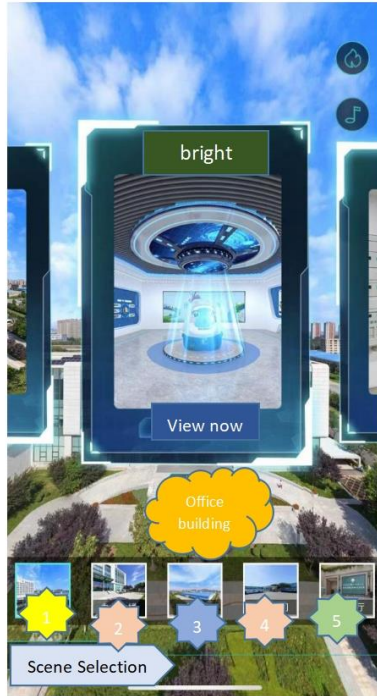 bright
View now
Office
building
1
2
3
4
5
Scene Selection